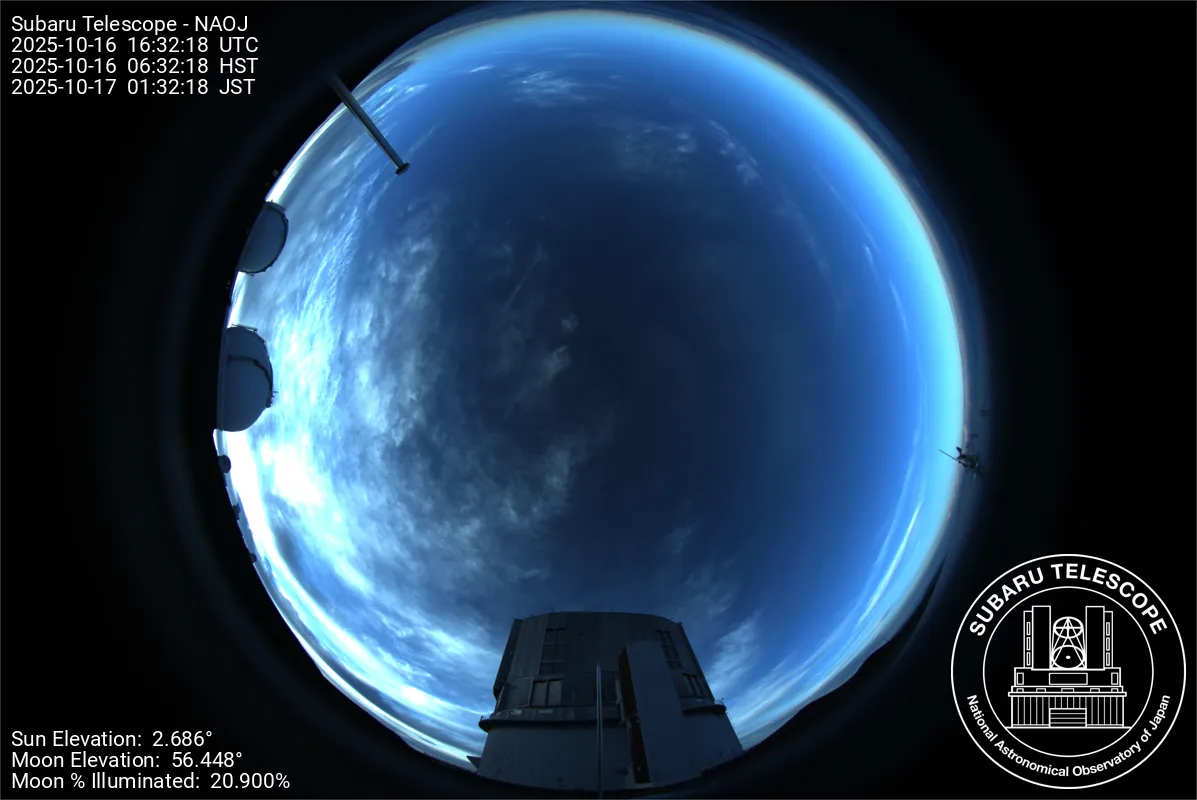 Subaru Telescope - NAOJ
2025-10-16 16:32:18 UTC
2025-10-16 06:32:18 HST
2025-10-17 01:32:18 JST
Sun Elevation: 2.686°
Moon Elevation: 56.448°
Moon % Illuminated: 20.900%
SUBARU TELESCOPE
National Astronomical Observatory of Japan